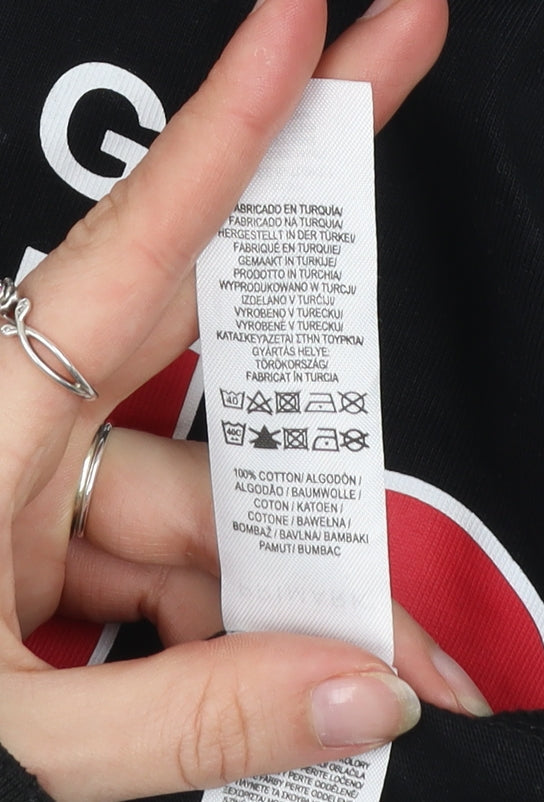 G
FABRICADO EN TURQUÍA/
FABRICADO NA TURQUIA/
HERGESTELLT IN DER TÜRKEI/
FABRIQUÉ EN TURQUIE/
GEMAAKT IN TURKIJE/
PRODOTTO IN TURCHIA/
WYPRODUKOWANO W TURCJI/
IZDELANO V TURČIJI/
VYROBENO V TURECKU/
VYROBENÉ V TURECKU/
ΚΑΤΑΣΚΕΥΑΖΕΤΑΙ ΣΤΗΝ ΤΟΥΡΚΙΑ/
GYÁRTÁS HELYE:
TÖRÖKORSZÁG/
FABRICAT ÎN TURCIA
40
40C
100% COTTON/ ALGODÓN /
ALGODÃO / BAUMWOLLE /
COTON / KATOEN /
COTONE / BAWEŁNA /
BOMBAŽ / BAVLNA/ ΒΑΜΒΑΚΙ
PAMUT/ BUMBAC